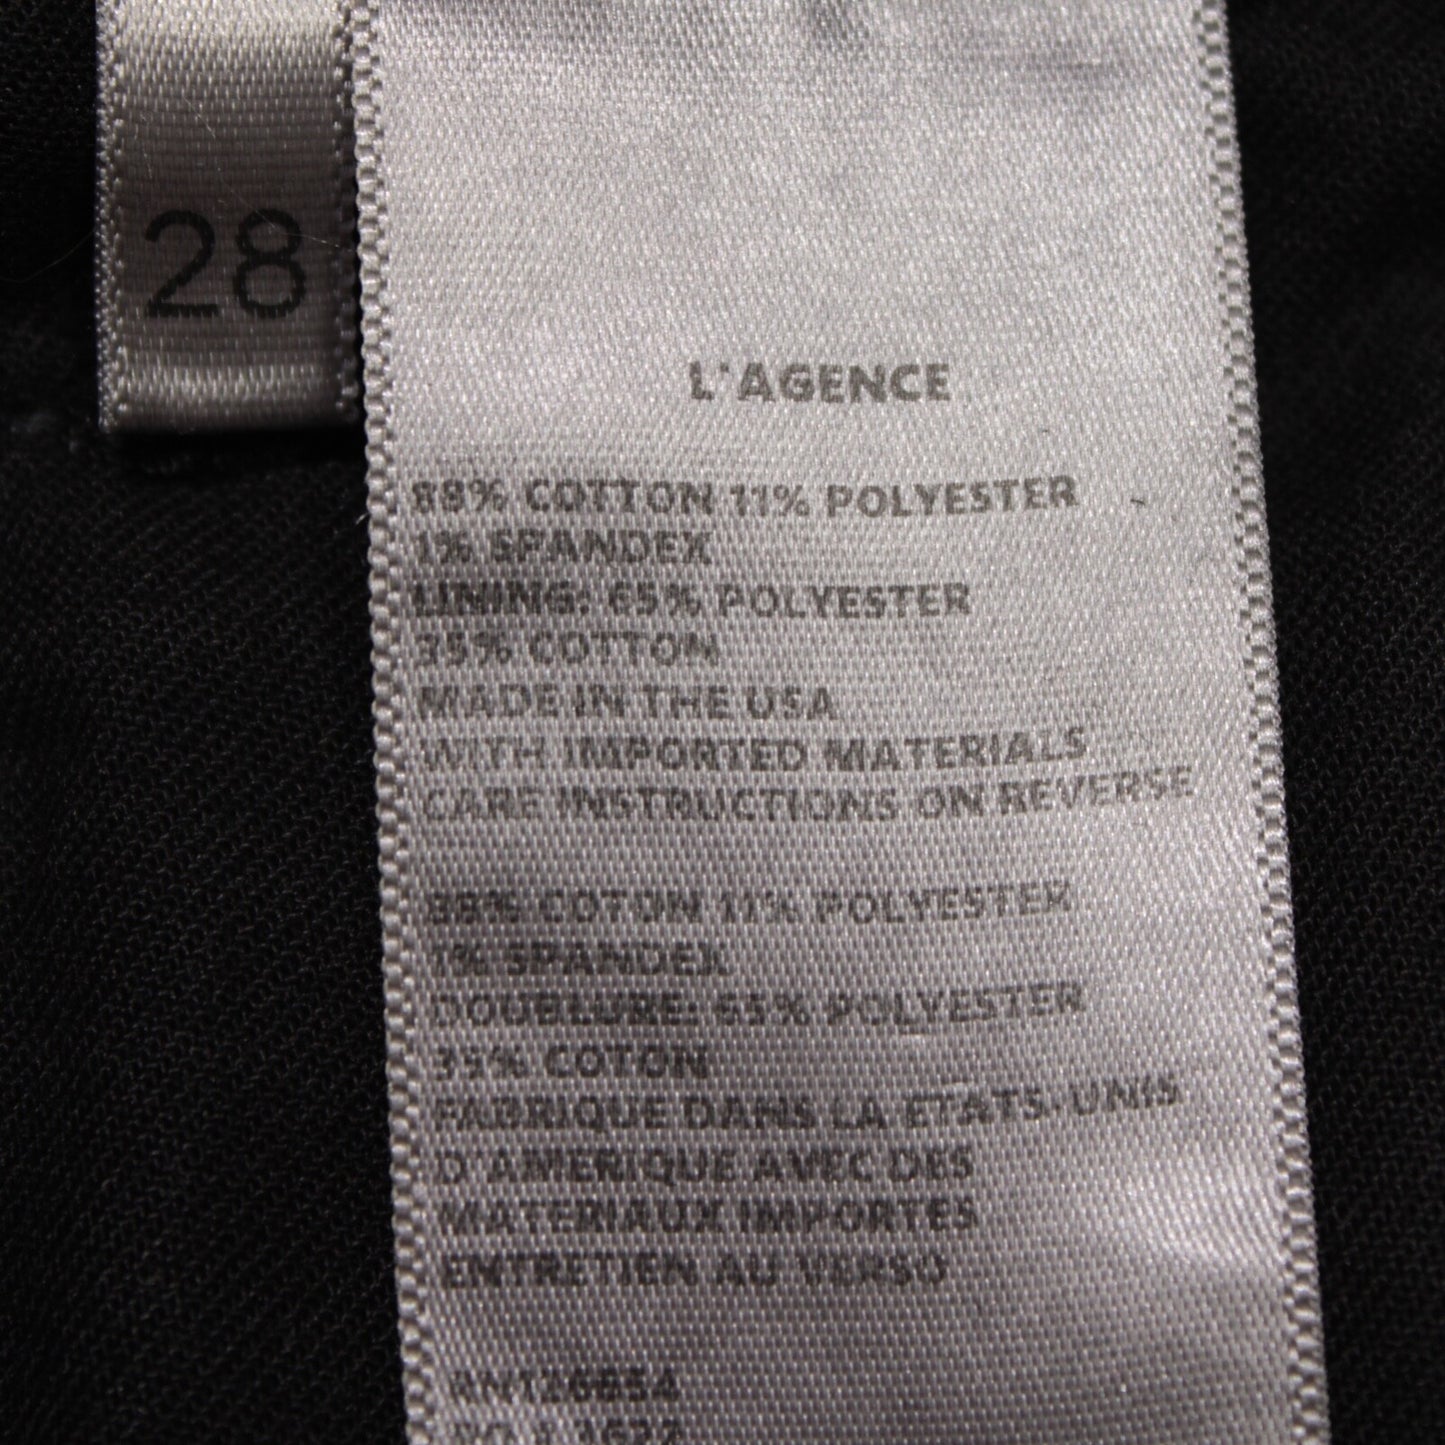 28
L'AGENCE
88% COTTON 11% POLYESTER
1% SPANDEX
LINING: 65% POLYESTER
35% COTTON
MADE IN THE USA
WITH IMPORTED MATERIALS
CARE INSTRUCTIONS ON REVERSE
88% COTON 11% POLYESTER
1% SPANDEX
DOUBLURE: 65% POLYESTER
35% COTON
FABRIQUE DANS LA ETATS-UNIS
D'AMERIQUE AVEC DES
MATERIAUX IMPORTES
ENTRETIEN AU VERSO